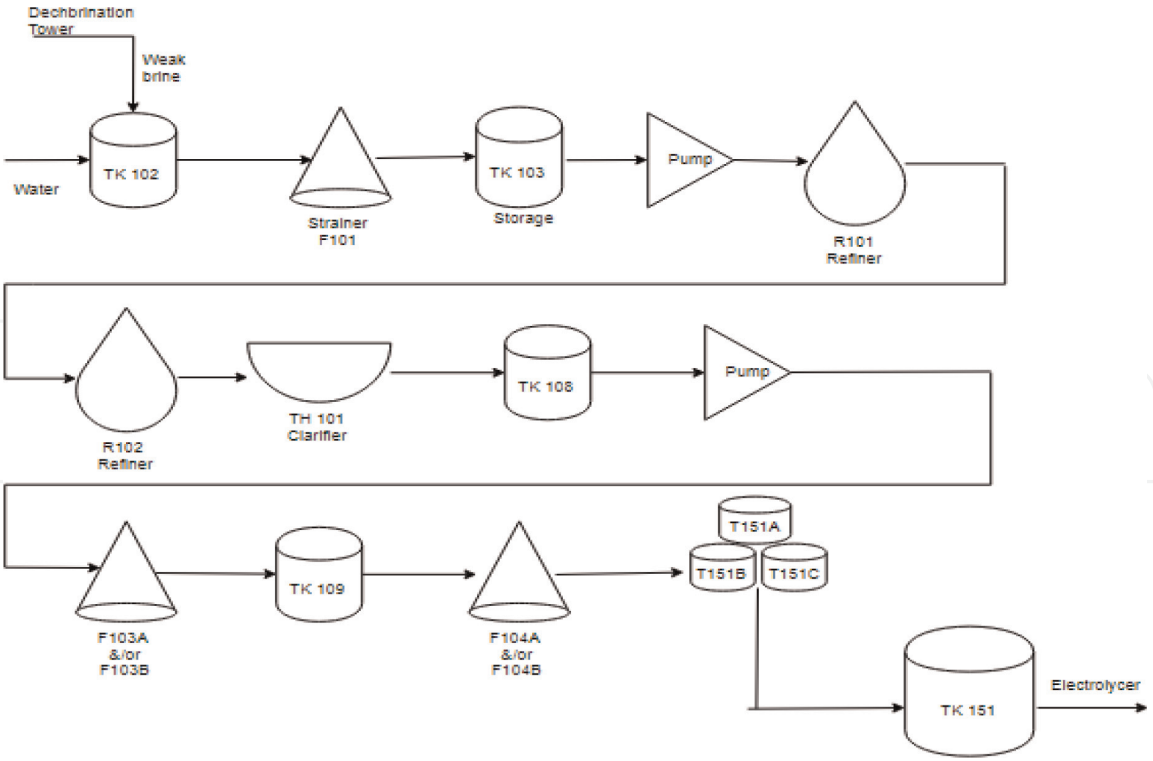 Dechbrination
Tower
Weak
brine
Water
TK 102
Strainer
F101
TK 103
Storage
Pump
R101
Refiner
R102
Refiner
TH 101
Clarifier
TK 108
Pump
F103A
&/or
F103B
TK 109
F104A
&/or
F104B
T151A
T151B
T151C
TK 151
Electrolycer